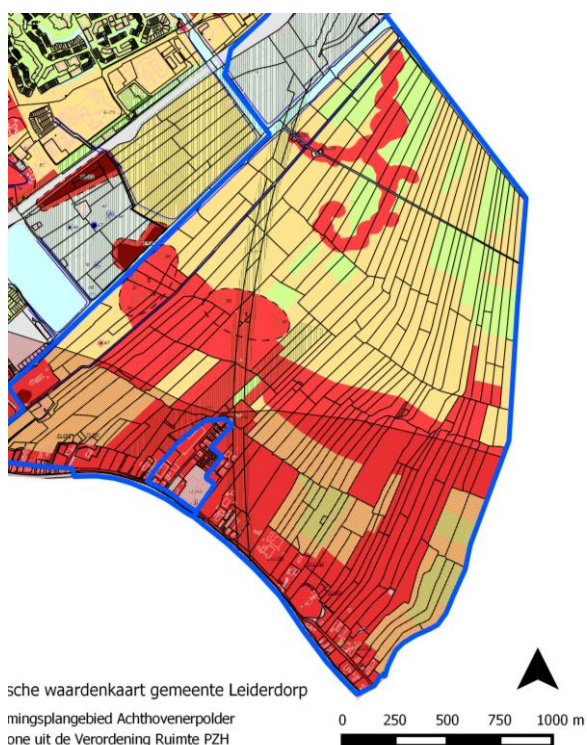 sche waardenkaart gemeente Leiderdorp
mingsplangebied Achthovenerpolder
one uit de Verordening Ruimte PZH
0 250 500 750 1000 m